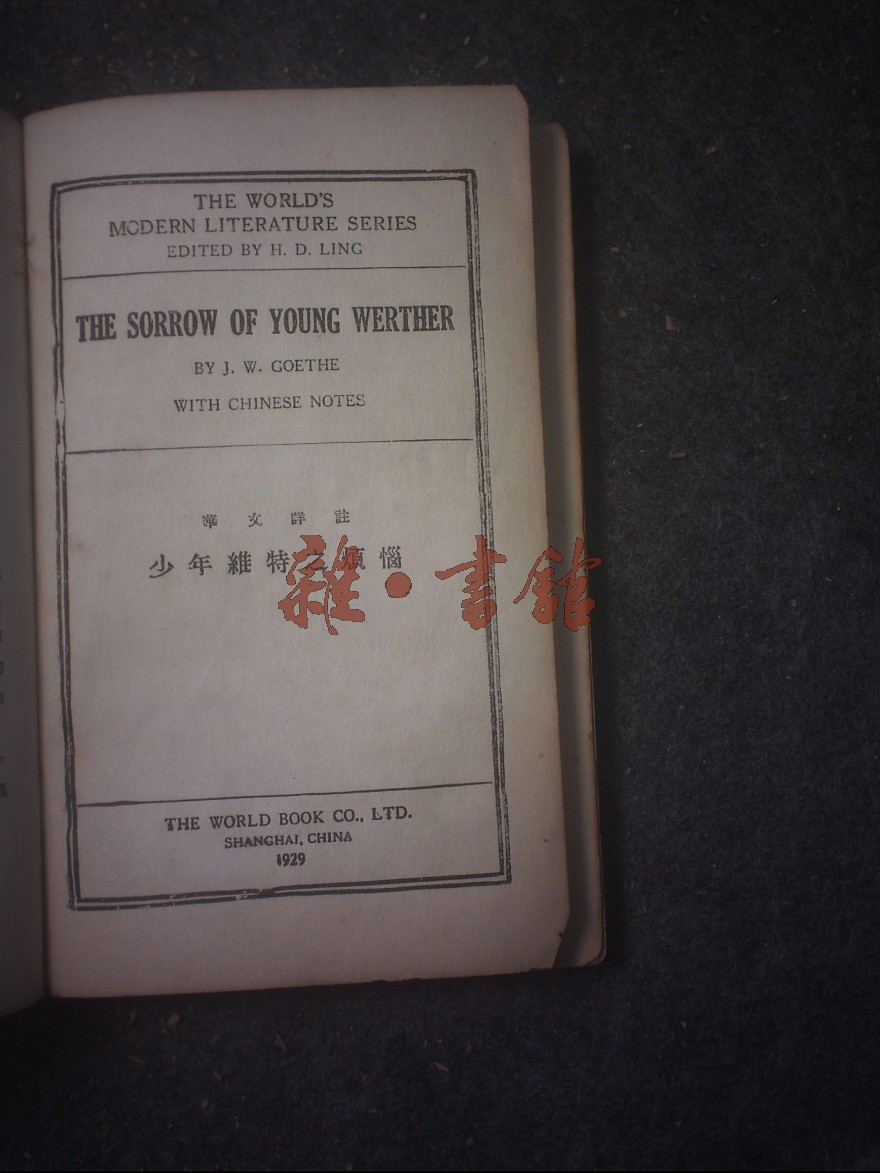 THE WORLD'S
MODERN LITERATURE SERIES
EDITED BY H. D. LING
THE SORROW OF YOUNG WERTHER
BY J. W. GOETHE
WITH CHINESE NOTES
華文詳註
少年維特之煩惱
雜·書館
THE WORLD BOOK CO., LTD.
SHANGHAI, CHINA
1929